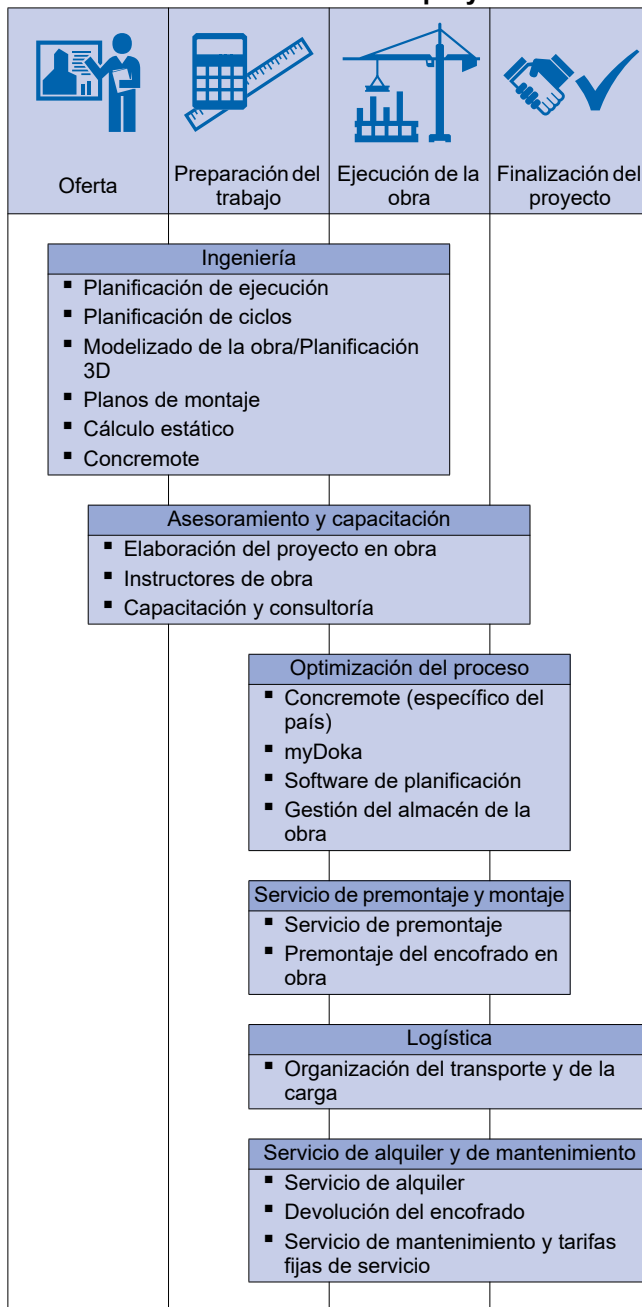 Oferta
Preparación del
trabajo
Ejecución de la
obra
Finalización del
proyecto
Ingeniería
▪ Planificación de ejecución
▪ Planificación de ciclos
▪ Modelizado de la obra/Planificación
3D
▪ Planos de montaje
▪ Cálculo estático
▪ Concremote
Asesoramiento y capacitación
▪ Elaboración del proyecto en obra
▪ Instructores de obra
▪ Capacitación y consultoría
Optimización del proceso
▪ Concremote (específico del
país)
▪ myDoka
▪ Software de planificación
▪ Gestión del almacén de la
obra
Servicio de premontaje y montaje
▪ Servicio de premontaje
▪ Premontaje del encofrado en
obra
Logística
▪ Organización del transporte y de la
carga
Servicio de alquiler y de mantenimiento
▪ Servicio de alquiler
▪ Devolución del encofrado
▪ Servicio de mantenimiento y tarifas
fijas de servicio